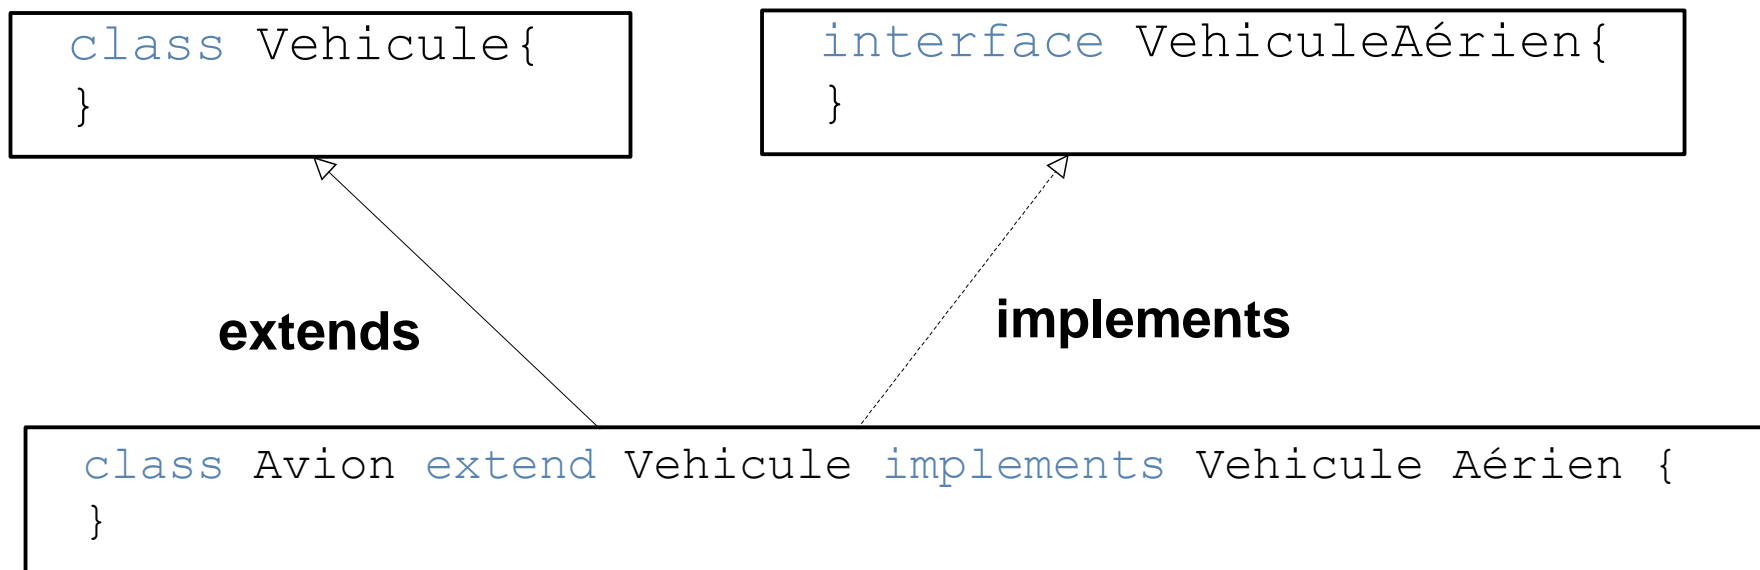 class Vehicule{
}
interface VehiculeAérien{
}
extends
implements
class Avion extend Vehicule implements Vehicule Aérien {
}